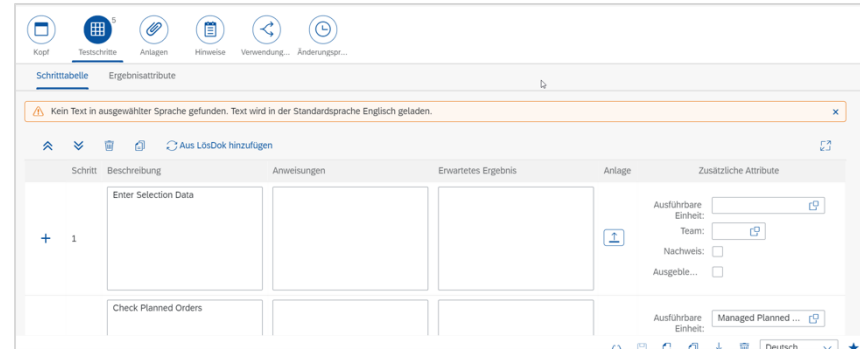 5
Kopf
Testschritte
Anlagen
Hinweise
Verwendung...
Änderungspr...
Schritttabelle
Ergebnisattribute
Kein Text in ausgewählter Sprache gefunden. Text wird in der Standardsprache Englisch geladen.
Aus LösDok hinzufügen
Schritt
Beschreibung
Anweisungen
Erwartetes Ergebnis
Anlage
Zusätzliche Attribute
1
Enter Selection Data
Ausführbare
Einheit:
Team:
Nachweis:
Ausgeble...
Check Planned Orders
Ausführbare
Einheit:
Managed Planned ...
Deutsch